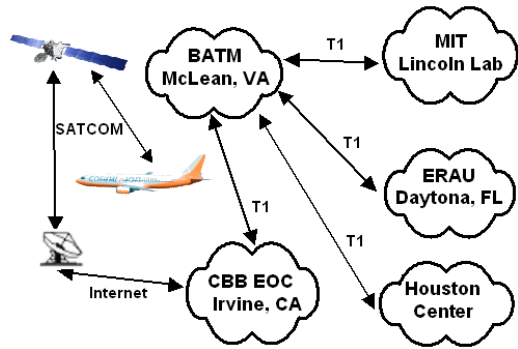 BATM
McLean, VA
T1
MIT
Lincoln Lab
SATCOM
T1
ERAU
Daytona, FL
T1
T1
Internet
CBB EOC
Irvine, CA
Houston
Center